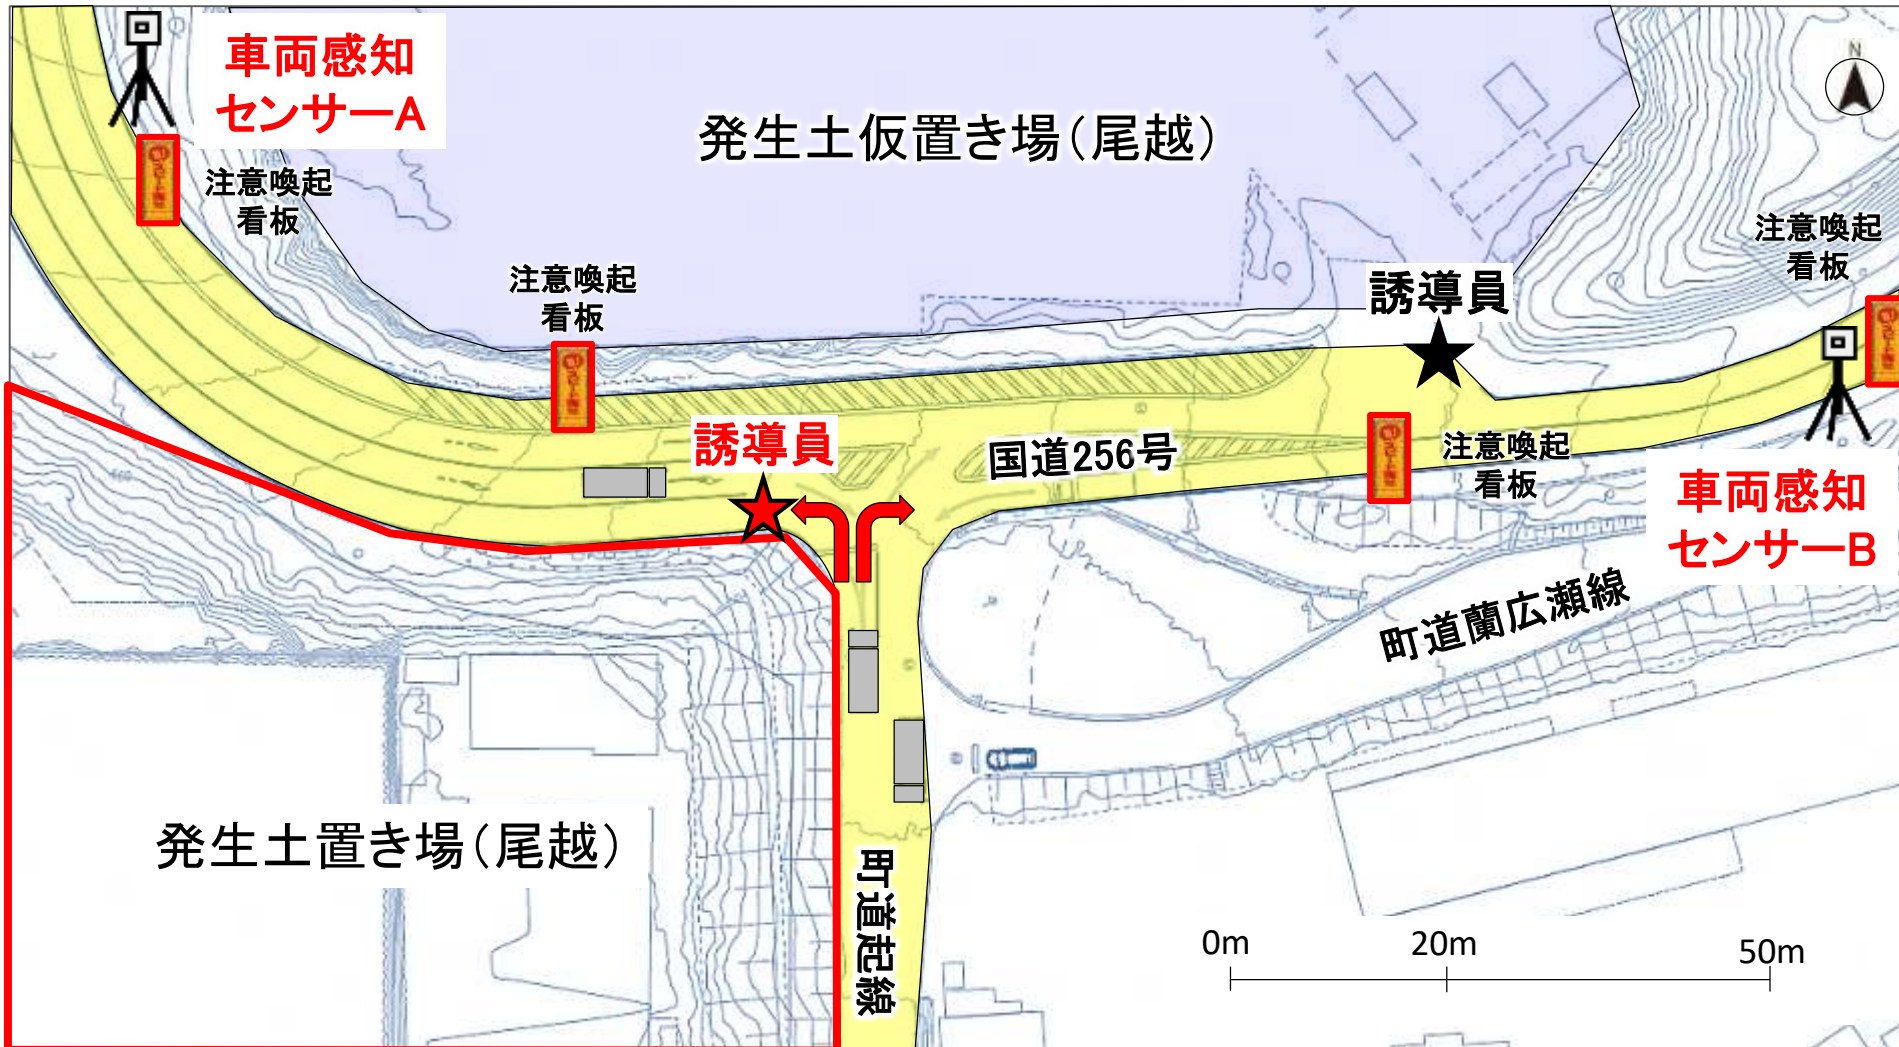 車両感知
センサーA
注意喚起
看板
発生土仮置き場（尾越）
N
注意喚起
看板
誘導員
注意喚起
看板
誘導員
国道256号
注意喚起
看板
車両感知
センサーB
町道蘭広瀬線
発生土置き場（尾越）
町道起線
0m
20m
50m